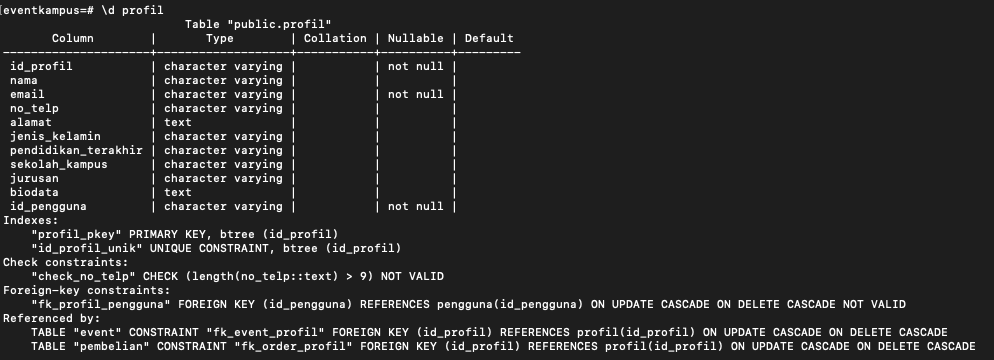 [eventkampus=# \d profil
Table "public.profil"
Column | Type | Collation | Nullable | Default
----------------------+-------------------+-----------+----------+---------
id_profil | character varying | | not null |
nama | character varying | | |
email | character varying | | not null |
no_telp | character varying | | |
alamat | text | | |
jenis_kelamin | character varying | | |
pendidikan_terakhir | character varying | | |
sekolah_kampus | character varying | | |
jurusan | character varying | | |
biodata | text | | |
id_pengguna | character varying | | not null |
Indexes:
"profil_pkey" PRIMARY KEY, btree (id_profil)
"id_profil_unik" UNIQUE CONSTRAINT, btree (id_profil)
Check constraints:
"check_no_telp" CHECK (length(no_telp::text) > 9) NOT VALID
Foreign-key constraints:
"fk_profil_pengguna" FOREIGN KEY (id_pengguna) REFERENCES pengguna(id_pengguna) ON UPDATE CASCADE ON DELETE CASCADE NOT VALID
Referenced by:
TABLE "event" CONSTRAINT "fk_event_profil" FOREIGN KEY (id_profil) REFERENCES profil(id_profil) ON UPDATE CASCADE ON DELETE CASCADE
TABLE "pembelian" CONSTRAINT "fk_order_profil" FOREIGN KEY (id_profil) REFERENCES profil(id_profil) ON UPDATE CASCADE ON DELETE CASCADE